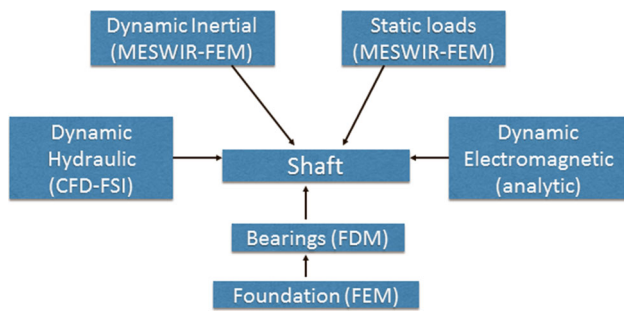 Dynamic Inertial
(MESWIR-FEM)
Static loads
(MESWIR-FEM)
Dynamic
Hydraulic
(CFD-FSI)
Shaft
Dynamic
Electromagnetic
(analytic)
Bearings (FDM)
Foundation (FEM)